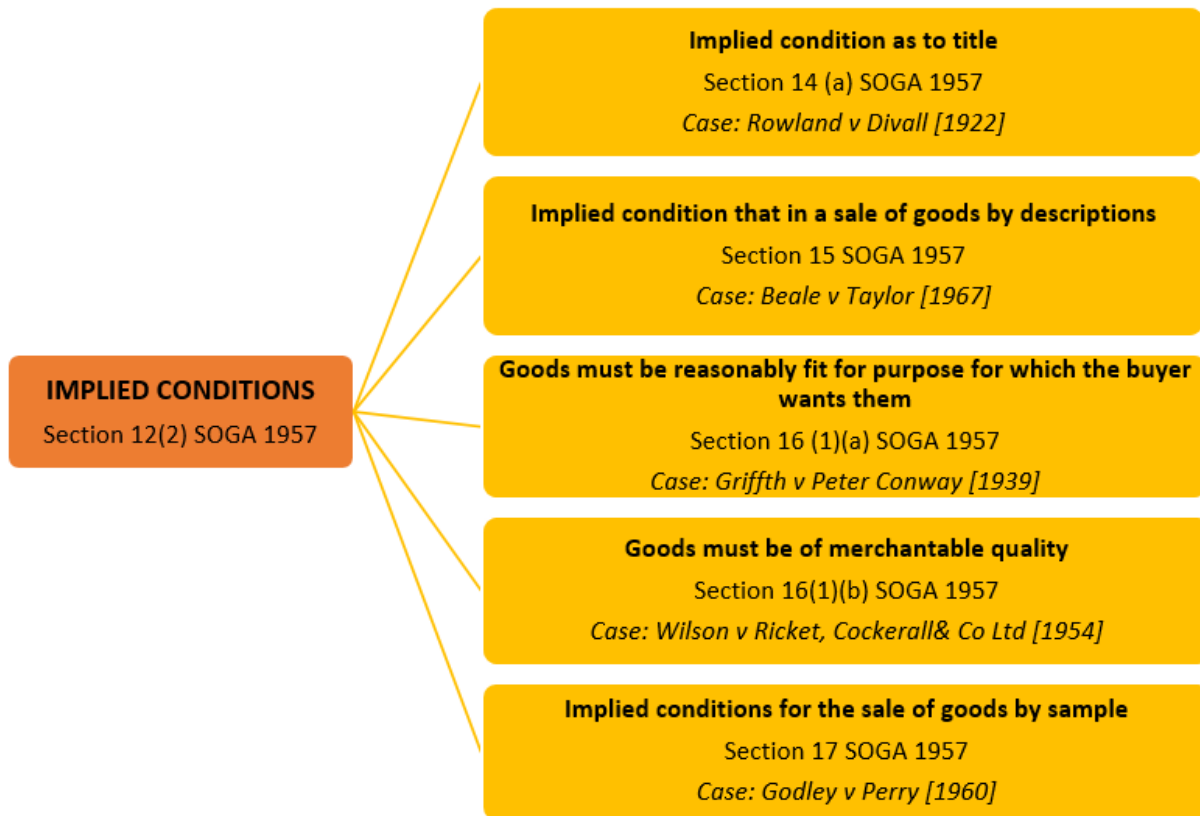 Implied condition as to title
Section 14 (a) SOGA 1957
Case: Rowland v Divall [1922]
Implied condition that in a sale of goods by descriptions
Section 15 SOGA 1957
Case: Beale v Taylor [1967]
IMPLIED CONDITIONS
Section 12(2) SOGA 1957
Goods must be reasonably fit for purpose for which the buyer
wants them
Section 16 (1)(a) SOGA 1957
Case: Griffth v Peter Conway [1939]
Goods must be of merchantable quality
Section 16(1)(b) SOGA 1957
Case: Wilson v Ricket, Cockerall& Co Ltd [1954]
Implied conditions for the sale of goods by sample
Section 17 SOGA 1957
Case: Godley v Perry [1960]